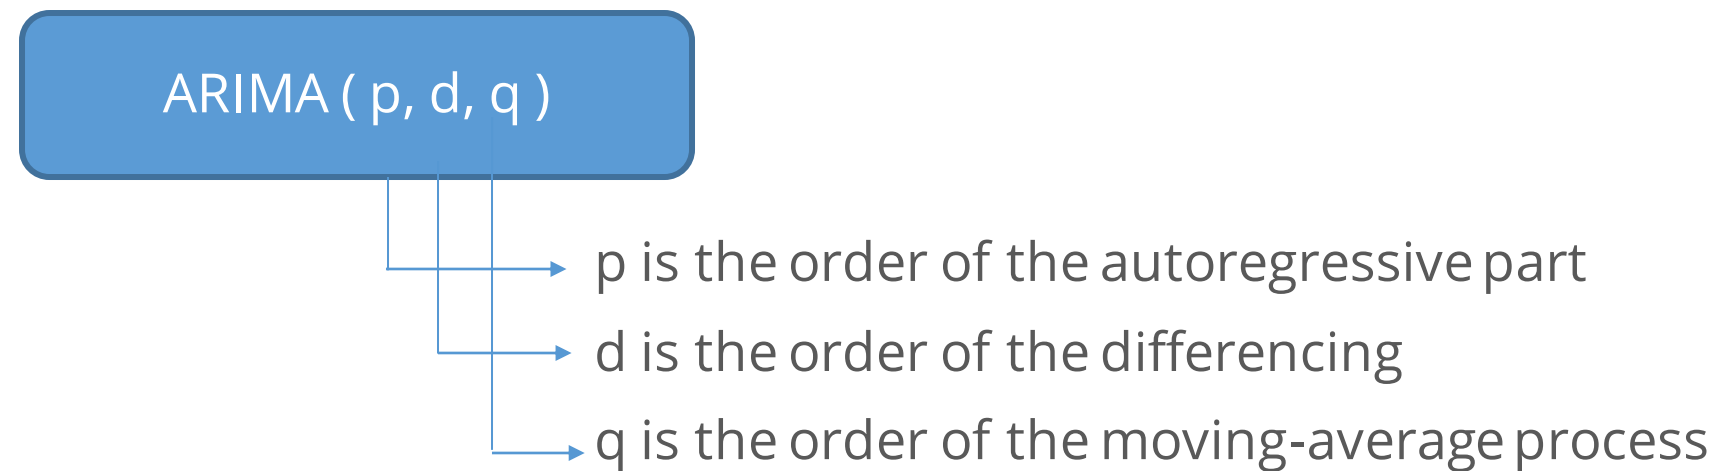 ARIMA ( p, d, q )
p is the order of the autoregressive part
d is the order of the differencing
q is the order of the moving-average process